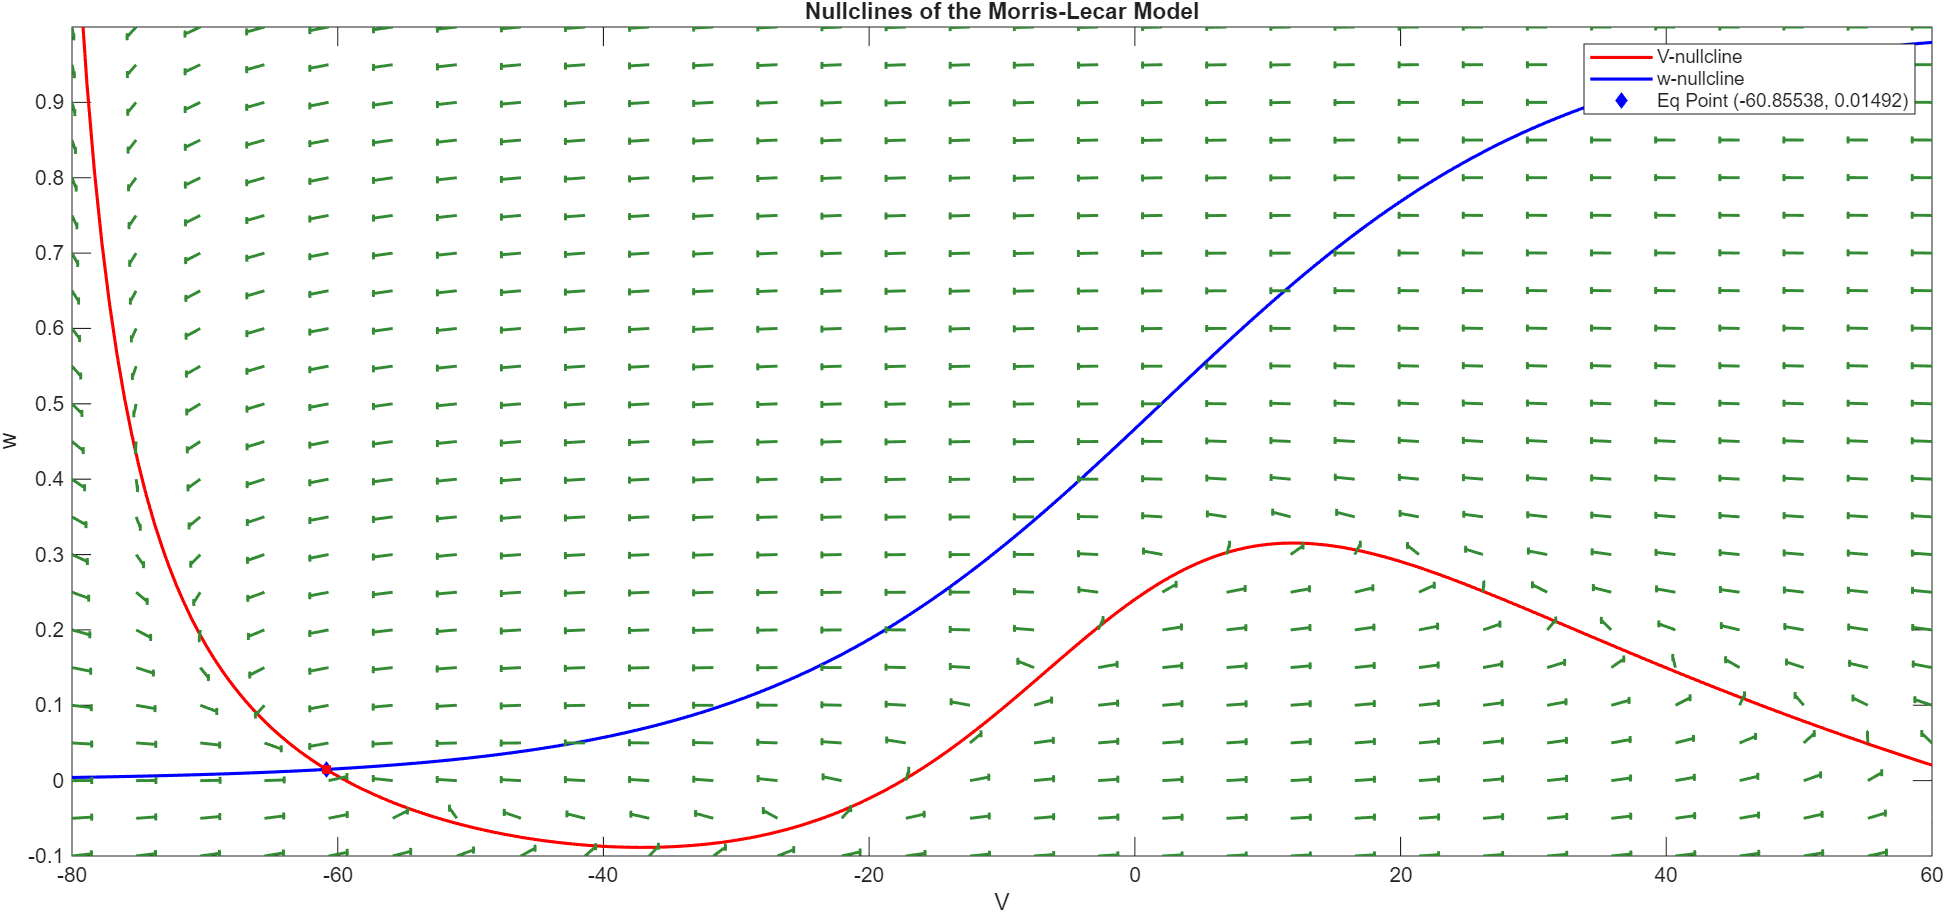 Nullclines of the Morris-Lecar Model
V-nullcline
w-nullcline
Eq Point (-60.85538, 0.01492)
0.9
0.8
0.7
0.6
0.5
0.4
0.3
0.2
0.1
0
-0.1
w
-80 -60 -40 -20 0 20 40 60
V